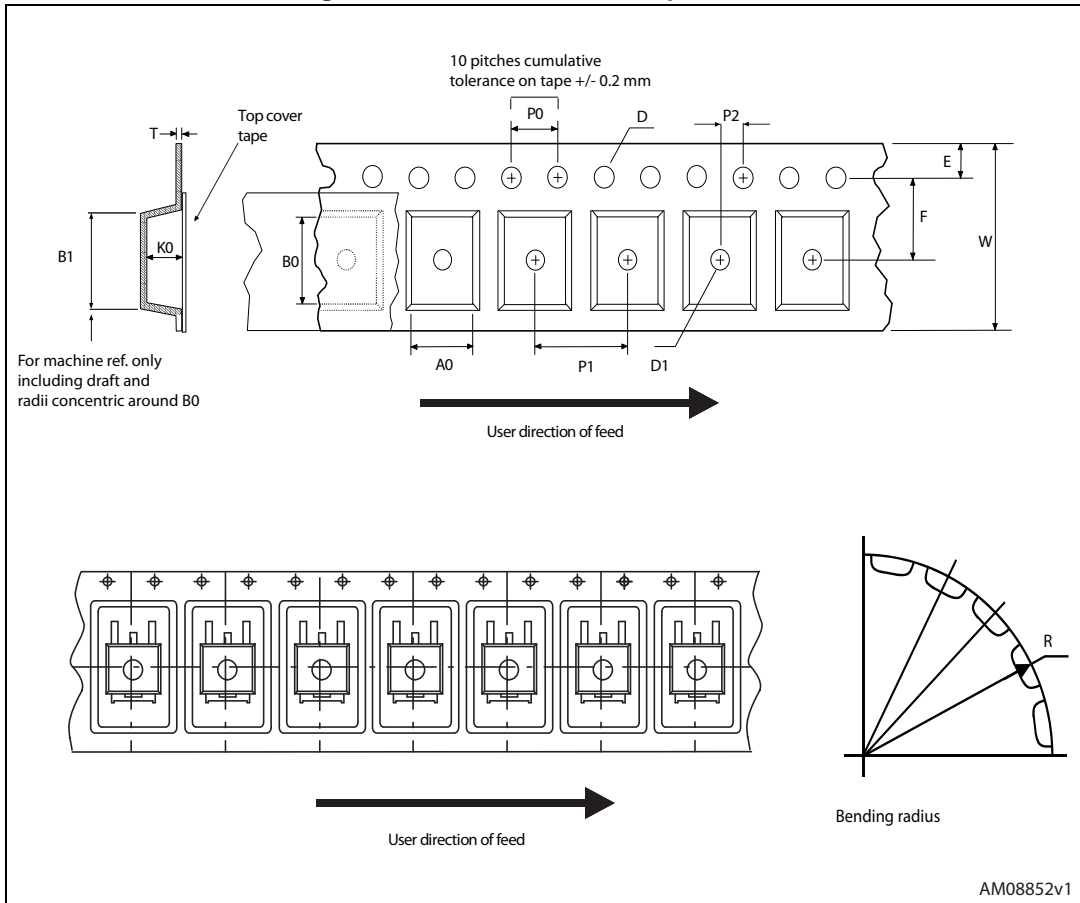 10 pitches cumulative
tolerance on tape +/- 0.2 mm
Top cover
tape
T
P0
D
P2
E
F
W
B1
K0
B0
For machine ref. only
including draft and
radii concentric around B0
A0
P1
D1
User direction of feed
R
Bending radius
User direction of feed
AM08852v1